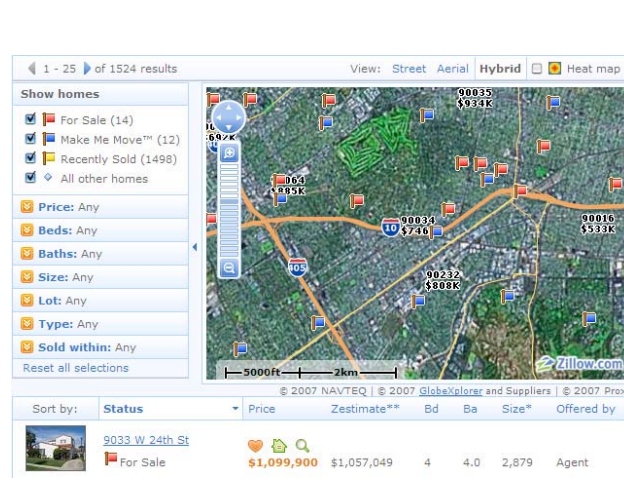 1 - 25 of 1524 results
View: Street Aerial Hybrid Heat map
Show homes
For Sale (14)
Make Me Move™ (12)
Recently Sold (1498)
All other homes
Price: Any
Beds: Any
Baths: Any
Size: Any
Lot: Any
Type: Any
Sold within: Any
Reset all selections
90035
$934K
90034
$746
10
90016
$533K
405
90232
$808K
5000ft
2km
Zillow.com
© 2007 NAVTEQ | © 2007 GlobeXplorer and Suppliers | © 2007 Prox
Sort by: Status Price Zestimate** Bd Ba Size* Offered by
9033 W 24th St
For Sale $1,099,900 $1,057,049 4 4.0 2,879 Agent